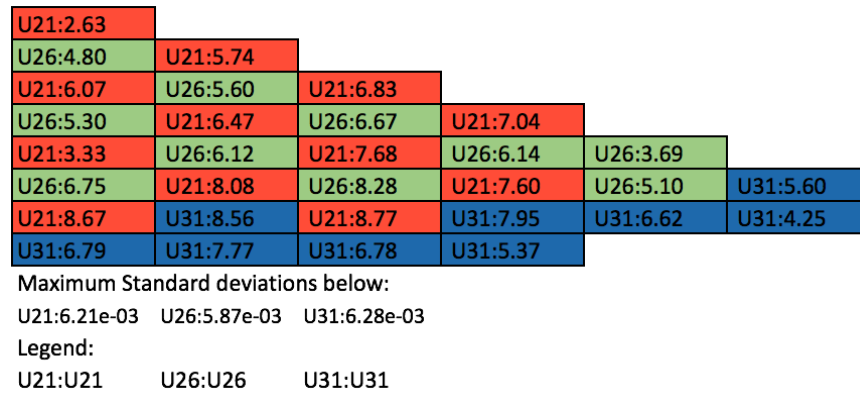 U21:2.63
U26:4.80 U21:5.74
U21:6.07 U26:5.60 U21:6.83
U26:5.30 U21:6.47 U26:6.67 U21:7.04
U21:3.33 U26:6.12 U21:7.68 U26:6.14 U26:3.69
U26:6.75 U21:8.08 U26:8.28 U21:7.60 U26:5.10 U31:5.60
U21:8.67 U31:8.56 U21:8.77 U31:7.95 U31:6.62 U31:4.25
U31:6.79 U31:7.77 U31:6.78 U31:5.37
Maximum Standard deviations below:
U21:6.21e-03 U26:5.87e-03 U31:6.28e-03
Legend:
U21:U21 U26:U26 U31:U31